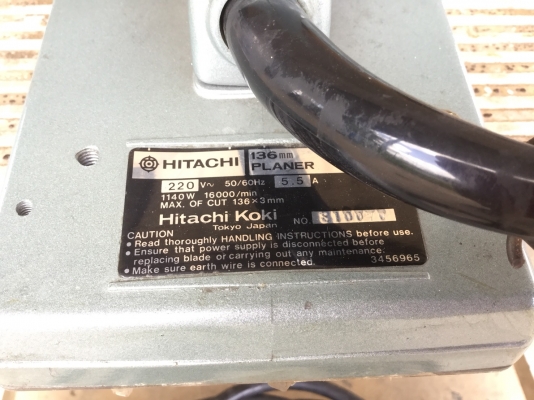 HITACHI 136mm PLANER
220 V~ 50/60Hz 5.5 A
1140W 16000/min
MAX. OF CUT 136×3mm
Hitachi Koki NO.
Tokyo Japan
CAUTION
• Read thoroughly HANDLING INSTRUCTIONS before use.
• Ensure that power supply is disconnected before
replacing blade or carrying out any maintenance.
• Make sure earth wire is connected. 3456965